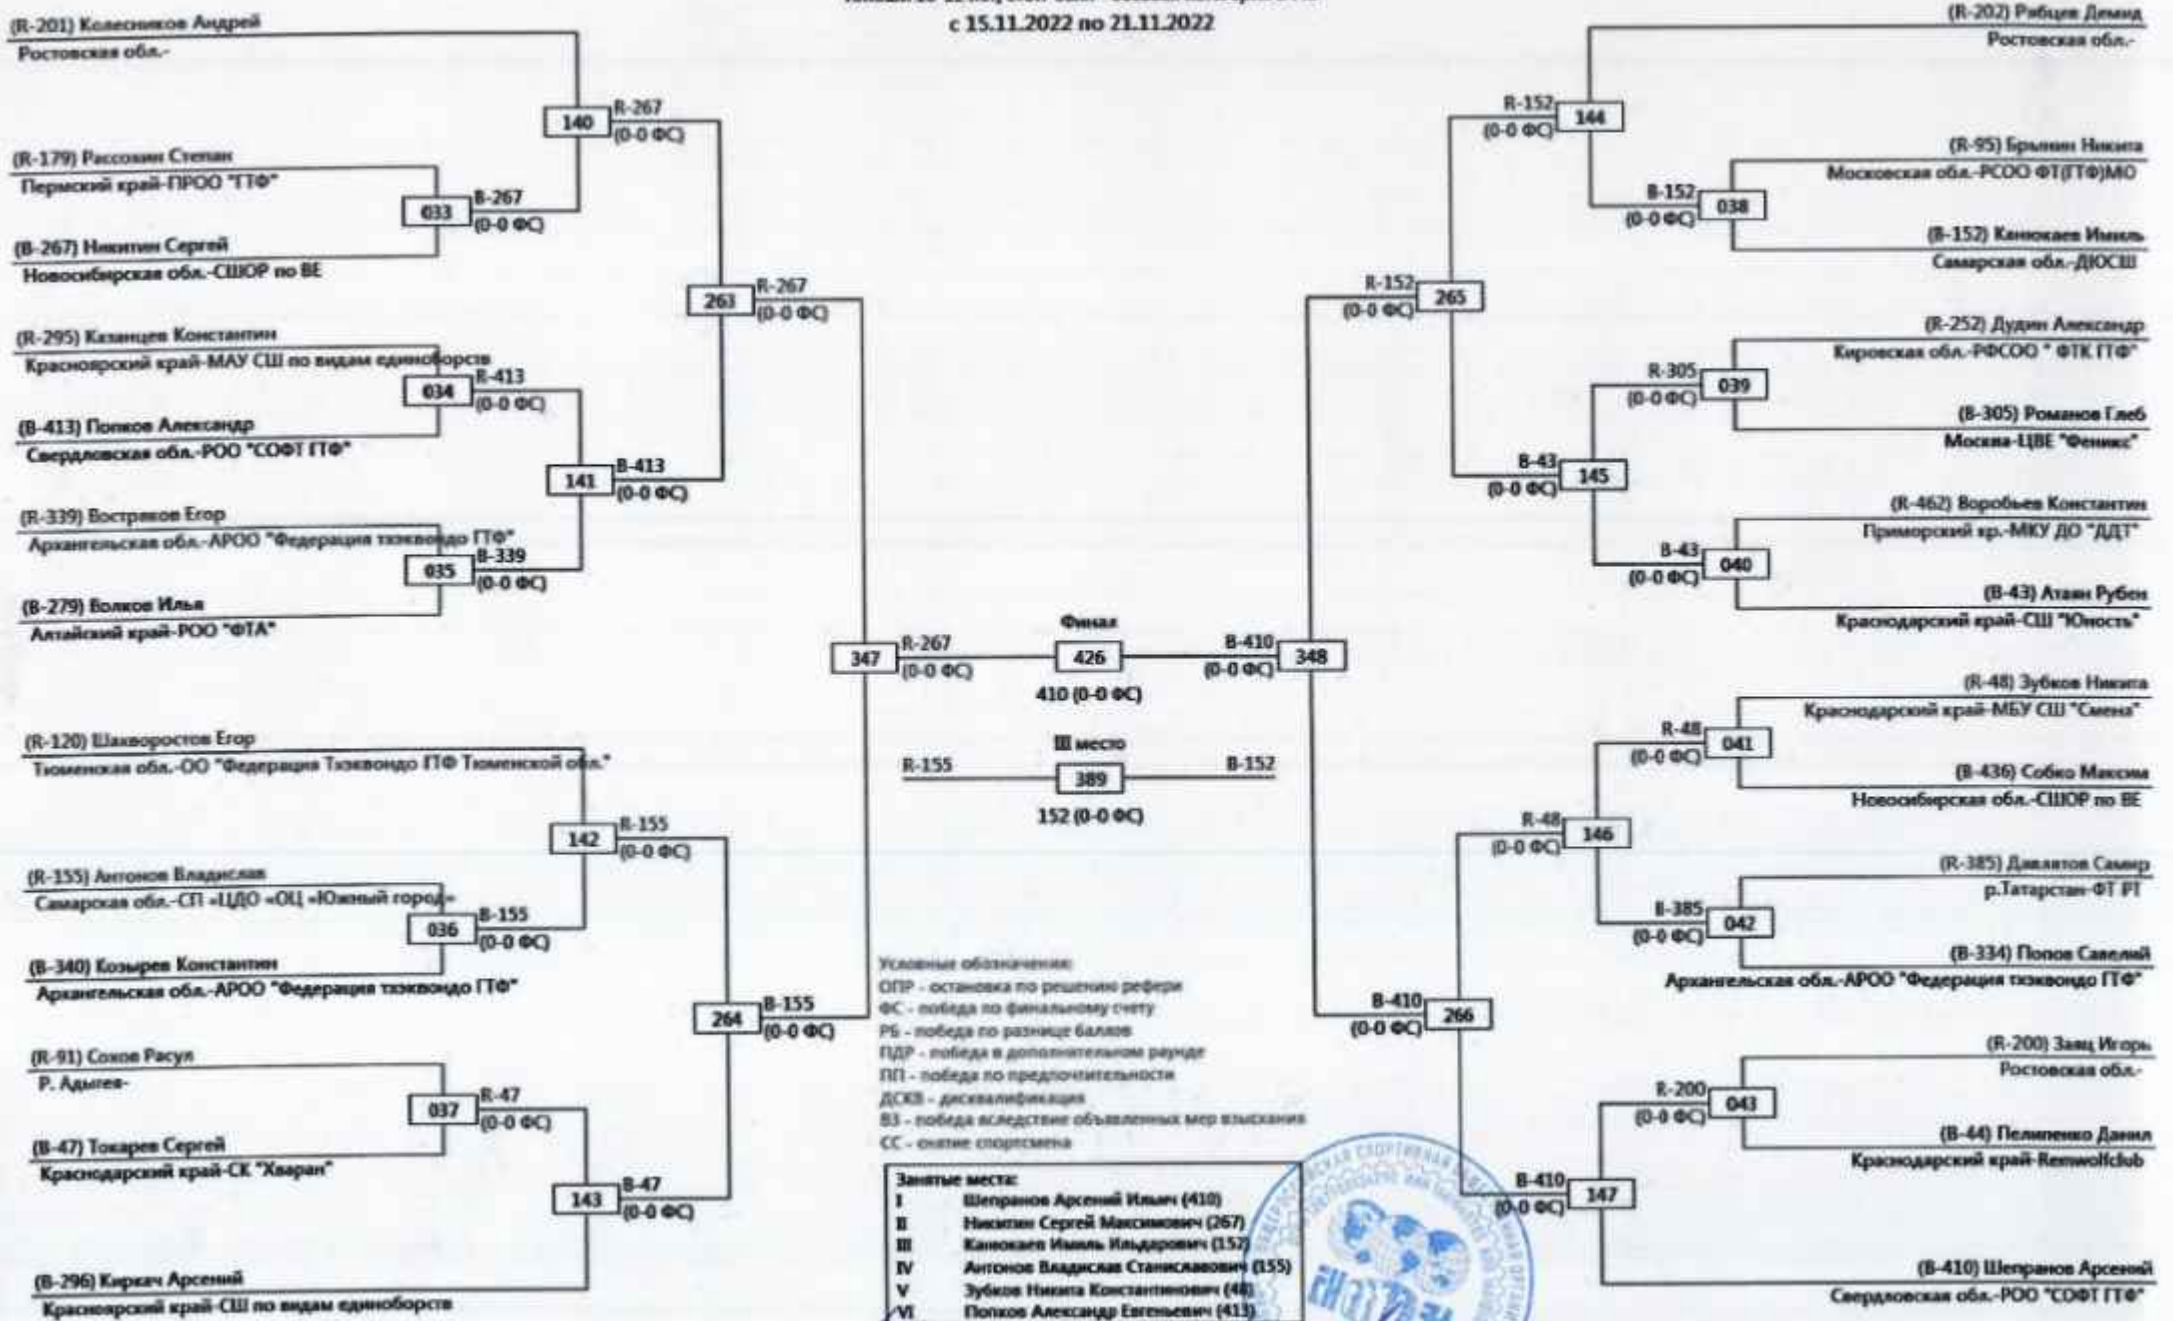 с 15.11.2022 по 21.11.2022
(R-201) Колесников Андрей
Ростовская обл.-
140
R-267
(0-0 ФС)
(R-179) Рассохин Степан
Пермский край-ПРОО "ГТФ"
033
B-267
(0-0 ФС)
(B-267) Никитин Сергей
Новосибирская обл.-СШОР по ВЕ
263
R-267
(0-0 ФС)
(R-295) Казанцев Константин
Красноярский край-МАУ СШ по видам единоборств
034
R-413
(0-0 ФС)
(B-413) Попков Александр
Свердловская обл.-РОО "СОФТ ГТФ"
141
B-413
(0-0 ФС)
(R-339) Востряков Егор
Архангельская обл.-АРОО "Федерация тхэквондо ГТФ"
035
B-339
(0-0 ФС)
(B-279) Волков Илья
Алтайский край-РОО "ФТА"
347
R-267
(0-0 ФС)
(R-120) Шахворостов Егор
Тюменская обл.-ОО "Федерация Тхэквондо ГТФ Тюменской обл."
142
R-155
(0-0 ФС)
(R-155) Антонов Владислав
Самарская обл.-СП «ЦДО «ОЦ «Южный город»
036
B-155
(0-0 ФС)
(B-340) Козырев Константин
Архангельская обл.-АРОО "Федерация тхэквондо ГТФ"
264
B-155
(0-0 ФС)
(R-91) Сохов Расул
Р. Адыгея-
037
R-47
(0-0 ФС)
(B-47) Токарев Сергей
Краснодарский край-СК "Хваран"
143
B-47
(0-0 ФС)
(B-296) Киркач Арсений
Красноярский край-СШ по видам единоборств
Финал
426
410 (0-0 ФС)
III место
R-155
389
B-152
152 (0-0 ФС)
Условные обозначения:
ОПР - остановка по решению рефери
ФС - победа по финальному счету
РБ - победа по разнице баллов
ПДР - победа в дополнительном раунде
ПП - победа по предпочтительности
ДСКВ - дисквалификация
ВЗ - победа вследствие объявленных мер взыскания
СС - снятие спортсмена
Занятые места:
I Шепранов Арсений Ильич (410)
II Никитин Сергей Максимович (267)
III Канюкаев Имиль Ильдарович (152)
IV Антонов Владислав Станиславович (155)
V Зубков Никита Константинович (48)
VI Попков Александр Евгеньевич (413)
(R-202) Рябцев Демид
Ростовская обл.-
R-152
(0-0 ФС)
144
(R-95) Брынин Никита
Московская обл.-РСОО ФТ(ГТФ)МО
B-152
(0-0 ФС)
038
(B-152) Канюкаев Имиль
Самарская обл.-ДЮСШ
R-152
(0-0 ФС)
265
(R-252) Дудин Александр
Кировская обл.-РФСОО " ФТК ГТФ"
R-305
(0-0 ФС)
039
(B-305) Романов Глеб
Москва-ЦВЕ "Феникс"
B-43
(0-0 ФС)
145
(R-462) Воробьев Константин
Приморский кр.-МКУ ДО "ДДТ"
B-43
(0-0 ФС)
040
(B-43) Атаян Рубен
Краснодарский край-СШ "Юность"
B-410
(0-0 ФС)
348
(R-48) Зубков Никита
Краснодарский край-МБУ СШ "Смена"
R-48
(0-0 ФС)
041
(B-436) Собко Максим
Новосибирская обл.-СШОР по ВЕ
R-48
(0-0 ФС)
146
(R-385) Давлятов Самир
р.Татарстан-ФТ РТ
B-385
(0-0 ФС)
042
(B-334) Попов Савелий
Архангельская обл.-АРОО "Федерация тхэквондо ГТФ"
B-410
(0-0 ФС)
266
(R-200) Заяц Игорь
Ростовская обл.-
R-200
(0-0 ФС)
043
(B-44) Пелипенко Данил
Краснодарский край-Remwolfclub
B-410
(0-0 ФС)
147
(B-410) Шепранов Арсений
Свердловская обл.-РОО "СОФТ ГТФ"